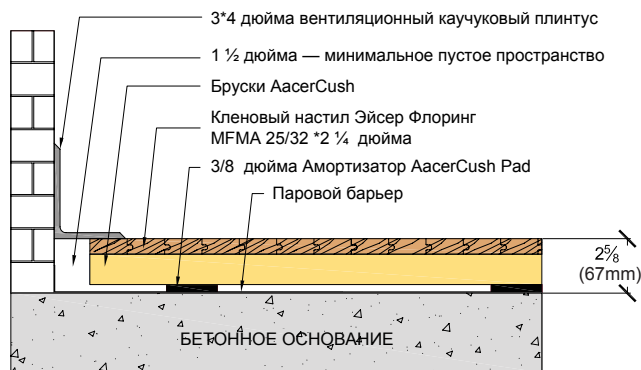 3*4 дюйма вентиляционный каучуковый плинтус
1 ½ дюйма — минимальное пустое пространство
Бруски AacerCush
Кленовый настил Эйсер Флоринг
MFMA 25/32 *2 ¼ дюйма
3/8 дюйма Амортизатор AacerCush Pad
Паровой барьер
2⅝
(67mm)
БЕТОННОЕ ОСНОВАНИЕ